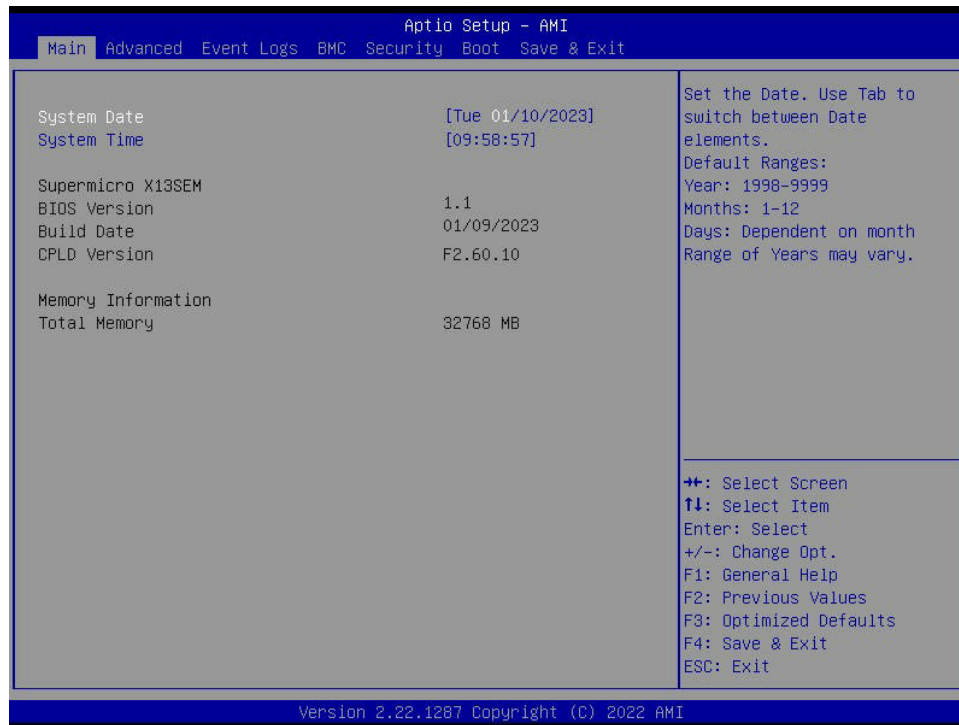 Aptio Setup – AMI
Main Advanced Event Logs BMC Security Boot Save & Exit
System Date [Tue 01/10/2023]
System Time [09:58:57]
Supermicro X13SEM
BIOS Version 1.1
Build Date 01/09/2023
CPLD Version F2.60.10
Memory Information
Total Memory 32768 MB
Set the Date. Use Tab to
switch between Date
elements.
Default Ranges:
Year: 1998-9999
Months: 1-12
Days: Dependent on month
Range of Years may vary.
→←: Select Screen
↑↓: Select Item
Enter: Select
+/-: Change Opt.
F1: General Help
F2: Previous Values
F3: Optimized Defaults
F4: Save & Exit
ESC: Exit
Version 2.22.1287 Copyright (C) 2022 AMI